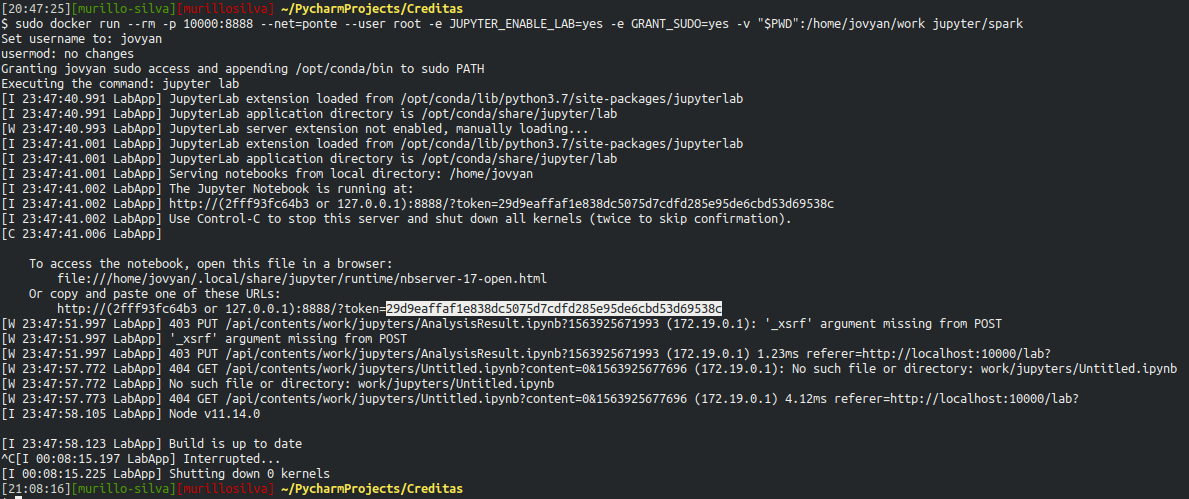 [20:47:25][murillo-silva][murillosilva] ~/PycharmProjects/Creditas
$ sudo docker run --rm -p 10000:8888 --net=ponte --user root -e JUPYTER_ENABLE_LAB=yes -e GRANT_SUDO=yes -v "$PWD":/home/jovyan/work jupyter/spark
Set username to: jovyan
usermod: no changes
Granting jovyan sudo access and appending /opt/conda/bin to sudo PATH
Executing the command: jupyter lab
[I 23:47:40.991 LabApp] JupyterLab extension loaded from /opt/conda/lib/python3.7/site-packages/jupyterlab
[I 23:47:40.991 LabApp] JupyterLab application directory is /opt/conda/share/jupyter/lab
[W 23:47:40.993 LabApp] JupyterLab server extension not enabled, manually loading...
[I 23:47:41.001 LabApp] JupyterLab extension loaded from /opt/conda/lib/python3.7/site-packages/jupyterlab
[I 23:47:41.001 LabApp] JupyterLab application directory is /opt/conda/share/jupyter/lab
[I 23:47:41.002 LabApp] Serving notebooks from local directory: /home/jovyan
[I 23:47:41.002 LabApp] The Jupyter Notebook is running at:
[I 23:47:41.002 LabApp] http://(2fff93fc64b3 or 127.0.0.1):8888/?token=29d9eaffaf1e838dc5075d7cdfd285e95de6cbd53d69538c
[I 23:47:41.002 LabApp] Use Control-C to stop this server and shut down all kernels (twice to skip confirmation).
[C 23:47:41.006 LabApp]
To access the notebook, open this file in a browser:
file:///home/jovyan/.local/share/jupyter/runtime/nbserver-17-open.html
Or copy and paste one of these URLs:
http://(2fff93fc64b3 or 127.0.0.1):8888/?token=29d9eaffaf1e838dc5075d7cdfd285e95de6cbd53d69538c
[W 23:47:51.997 LabApp] 403 PUT /api/contents/work/jupyters/AnalysisResult.ipynb?1563925671993 (172.19.0.1): '_xsrf' argument missing from POST
[W 23:47:51.997 LabApp] '_xsrf' argument missing from POST
[W 23:47:51.997 LabApp] 403 PUT /api/contents/work/jupyters/AnalysisResult.ipynb?1563925671993 (172.19.0.1) 1.23ms referer=http://localhost:10000/lab?
[W 23:47:57.772 LabApp] 404 GET /api/contents/work/jupyters/Untitled.ipynb?content=0&1563925677696 (172.19.0.1): No such file or directory: work/jupyters/Untitled.ipynb
[W 23:47:57.772 LabApp] No such file or directory: work/jupyters/Untitled.ipynb
[W 23:47:57.773 LabApp] 404 GET /api/contents/work/jupyters/Untitled.ipynb?content=0&1563925677696 (172.19.0.1) 4.12ms referer=http://localhost:10000/lab?
[I 23:47:58.105 LabApp] Node v11.14.0
[I 23:47:58.123 LabApp] Build is up to date
^C[I 00:08:15.197 LabApp] Interrupted...
[I 00:08:15.225 LabApp] Shutting down 0 kernels
[21:08:16][murillo-silva][murillosilva] ~/PycharmProjects/Creditas